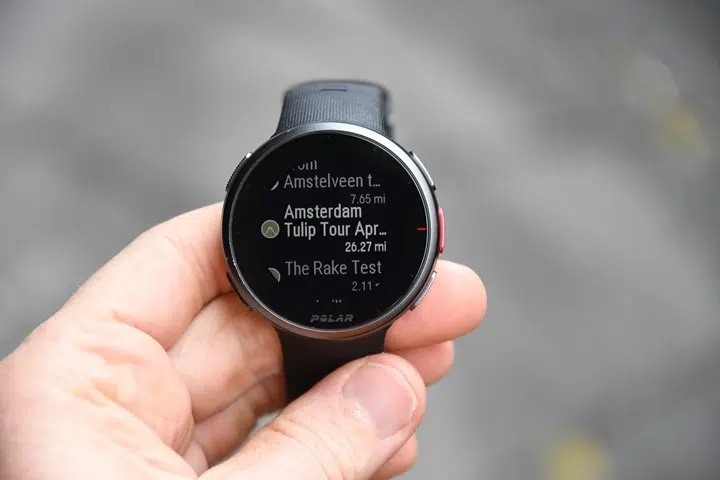 Amstelveen t...
7.65 mi
Amsterdam
Tulip Tour Apr...
26.27 mi
The Rake Test
2.11
POLAR